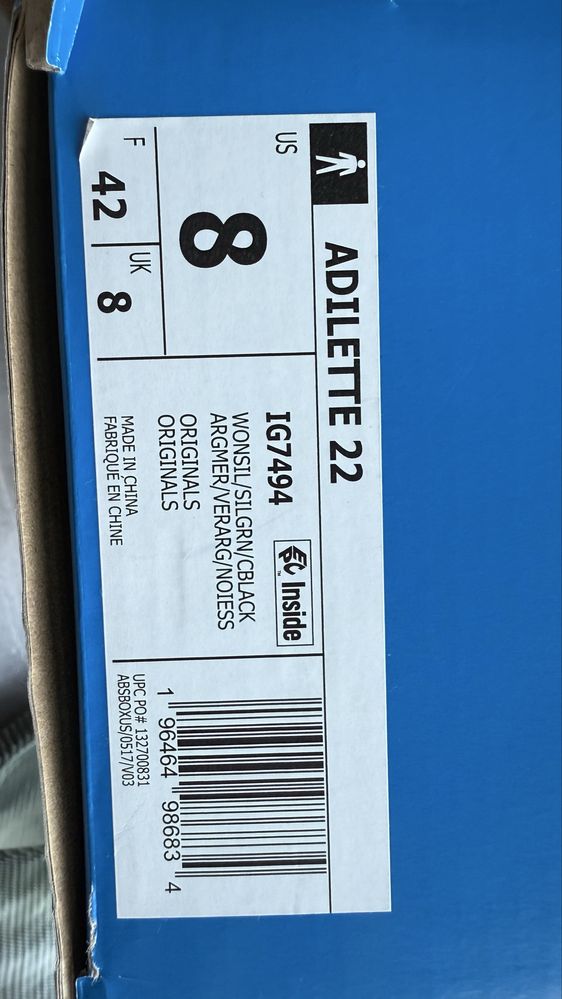 ADILETTE 22
US
8
F
42
UK
8
IG7494
Inside
WONSIL/SILGRN/CBLACK
ARGMER/VERARG/NOIESS
ORIGINALS
ORIGINALS
MADE IN CHINA
FABRIQUÉ EN CHINE
1 96464 98683 4
UPC PO# 132700831
ABSBOXUS/0517/V03